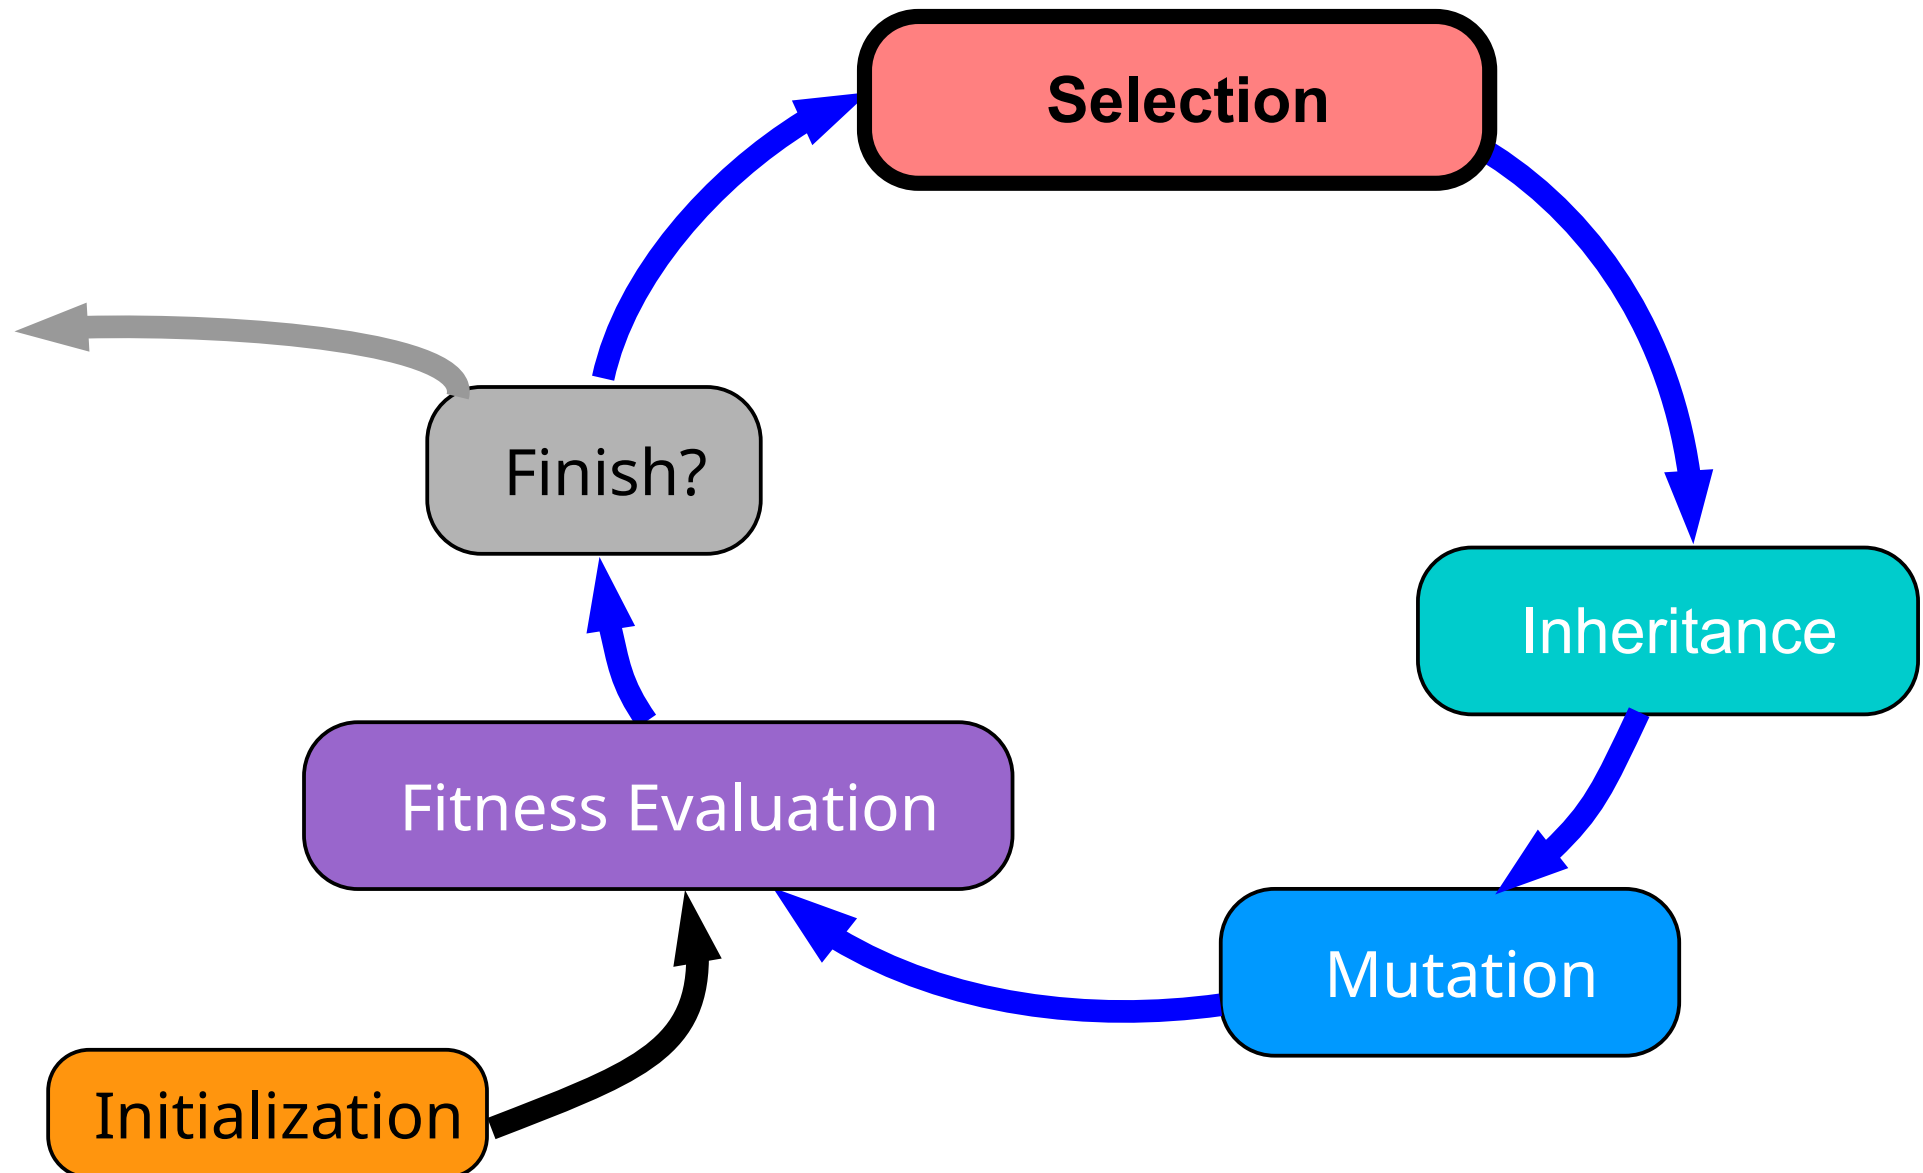 Selection
Finish?
Inheritance
Fitness Evaluation
Mutation
Initialization